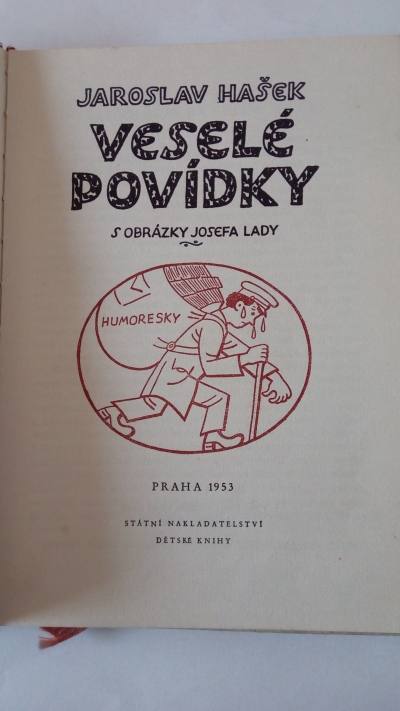 JAROSLAV HAŠEK
VESELÉ
POVÍDKY
S OBRÁZKY JOSEFA LADY
HUMORESKY
PRAHA 1953
STÁTNÍ NAKLADATELSTVÍ
DĚTSKÉ KNIHY